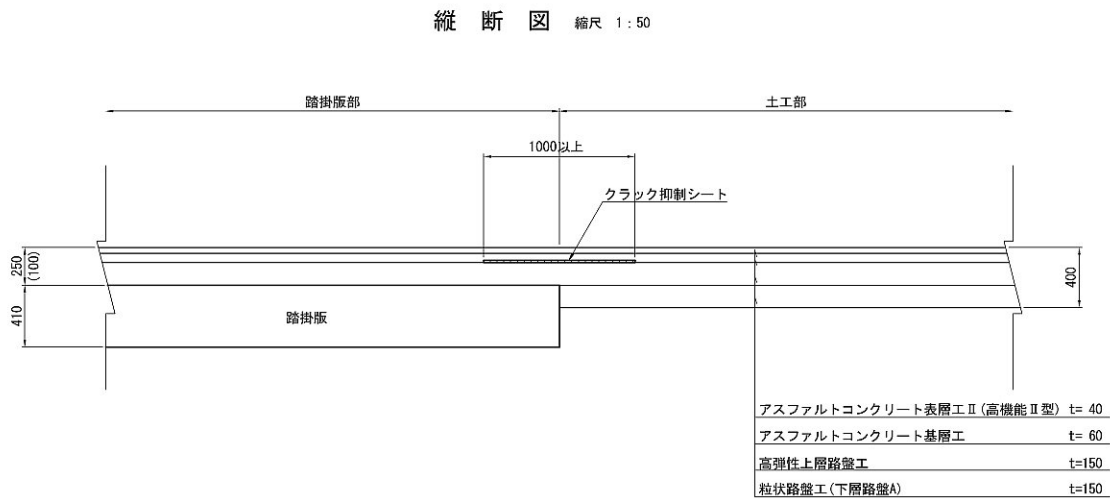 縦断図 縮尺 1:50
踏掛版部 土工部
1000以上
クラック抑制シート
250
(100)
400
410
踏掛版
アスファルトコンクリート表層工Ⅱ(高機能Ⅱ型) t= 40
アスファルトコンクリート基層工 t= 60
高弾性上層路盤工 t=150
粒状路盤工(下層路盤A) t=150